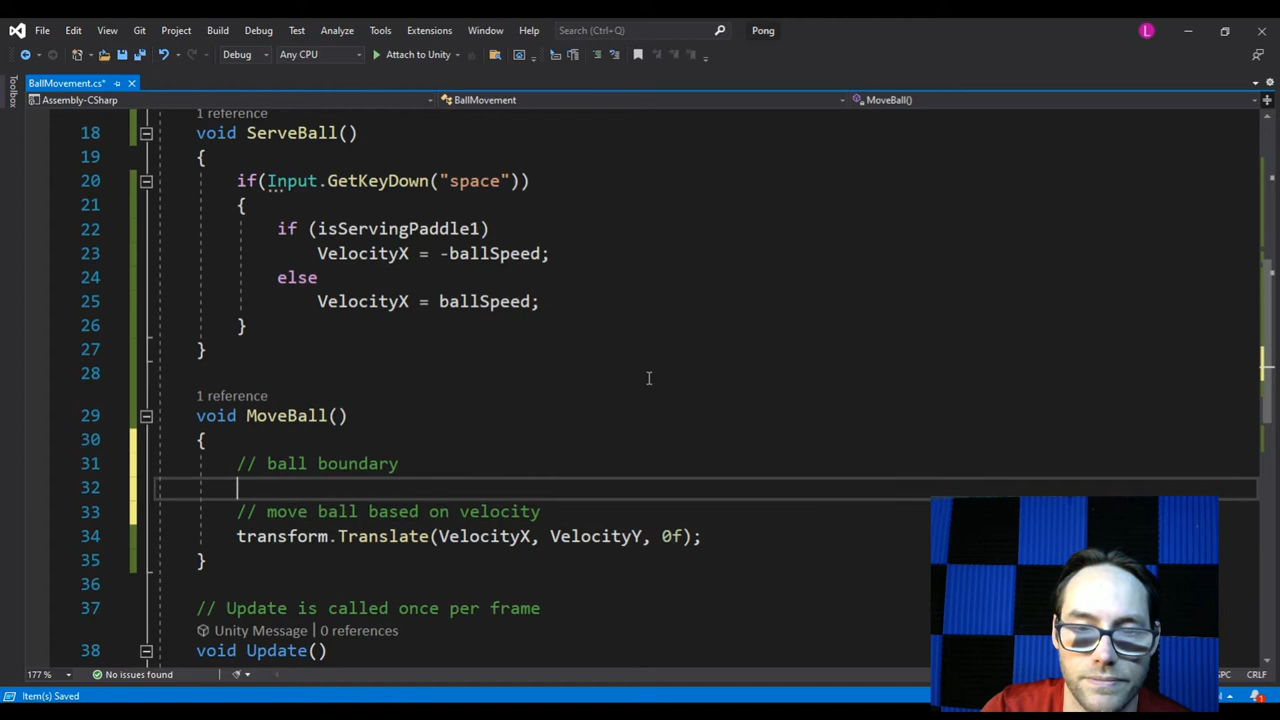 File Edit View Git Project Build Debug Test Analyze Tools Extensions Window Help Search (Ctrl+Q) Pong L
Debug Any CPU Attach to Unity
Toolbox
BallMovement.cs*
Assembly-CSharp BallMovement MoveBall()
1 reference
18 void ServeBall()
19 {
20 if(Input.GetKeyDown("space"))
21 {
22 if (isServingPaddle1)
23 VelocityX = -ballSpeed;
24 else
25 VelocityX = ballSpeed;
26 }
27 }
28
1 reference
29 void MoveBall()
30 {
31 // ball boundary
32
33 // move ball based on velocity
34 transform.Translate(VelocityX, VelocityY, 0f);
35 }
36
37 // Update is called once per frame
Unity Message | 0 references
38 void Update()
177 % No issues found SPC CRLF
Item(s) Saved 1